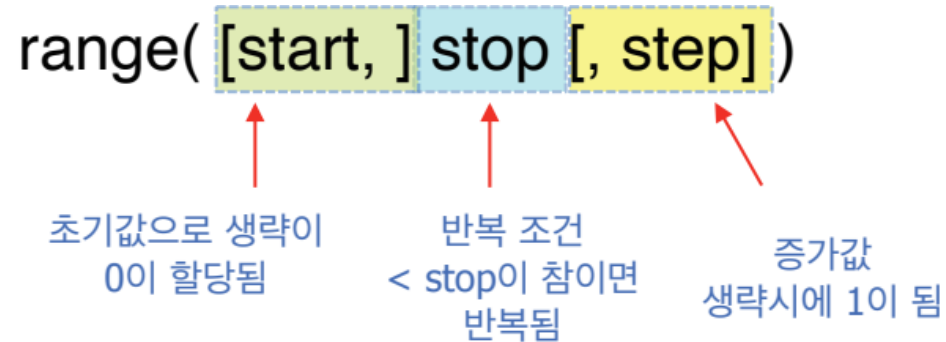 range( [start, ] stop [, step] )
초기값으로 생략이
0이 할당됨
반복 조건
< stop이 참이면
반복됨
증가값
생략시에 1이 됨